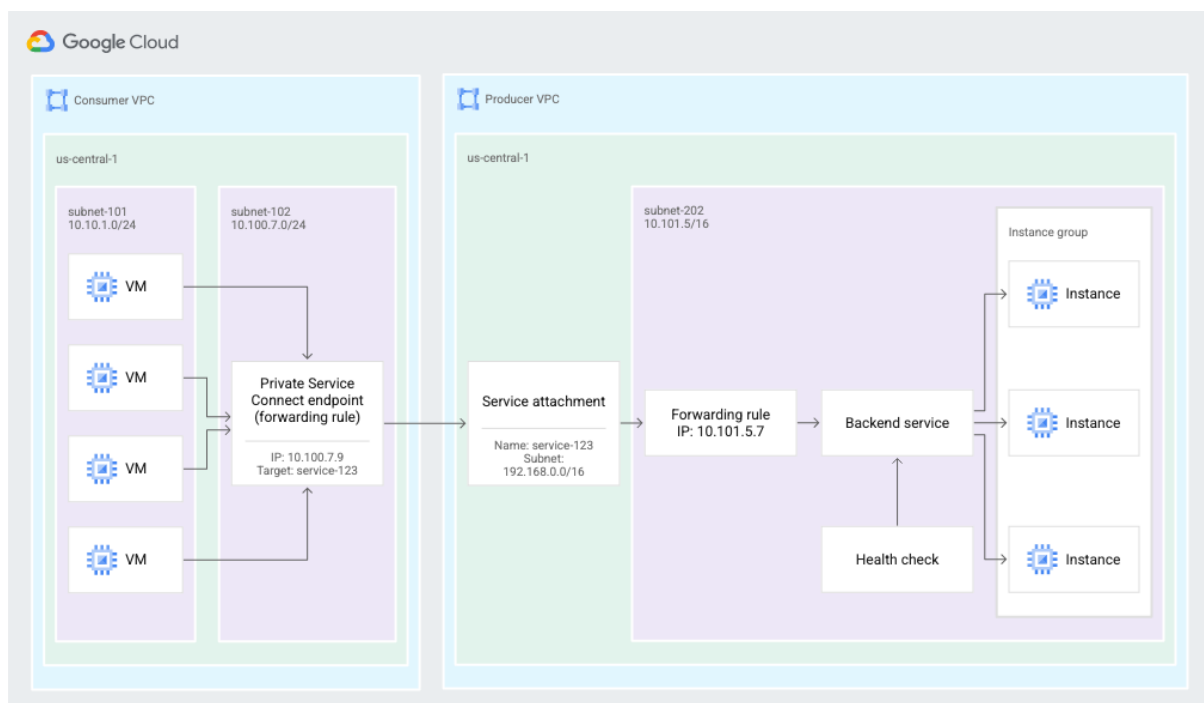 Google Cloud
Consumer VPC
us-central-1
subnet-101
10.10.1.0/24
VM
VM
VM
VM
subnet-102
10.100.7.0/24
Private Service
Connect endpoint
(forwarding rule)
IP: 10.100.7.9
Target: service-123
Producer VPC
us-central-1
Service attachment
Name: service-123
Subnet:
192.168.0.0/16
subnet-202
10.101.5/16
Forwarding rule
IP: 10.101.5.7
Backend service
Health check
Instance group
Instance
Instance
Instance